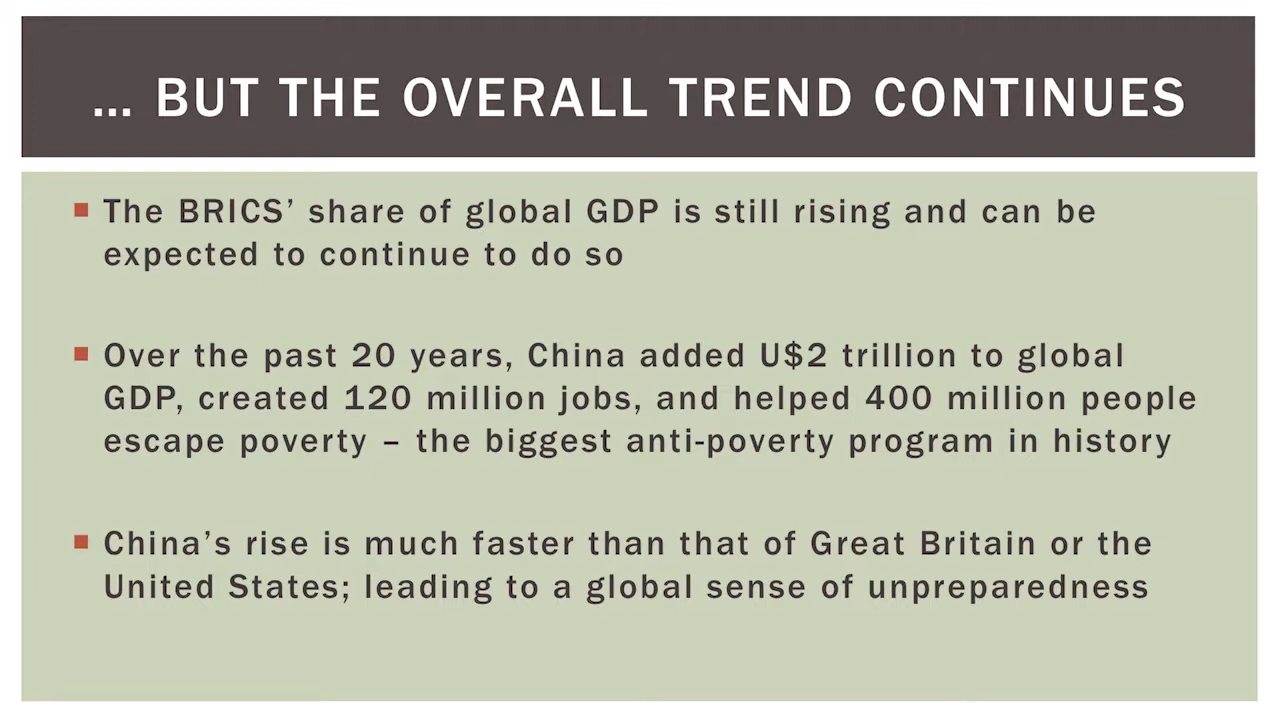 … BUT THE OVERALL TREND CONTINUES
▪ The BRICS’ share of global GDP is still rising and can be
expected to continue to do so
▪ Over the past 20 years, China added U$2 trillion to global
GDP, created 120 million jobs, and helped 400 million people
escape poverty – the biggest anti-poverty program in history
▪ China’s rise is much faster than that of Great Britain or the
United States; leading to a global sense of unpreparedness